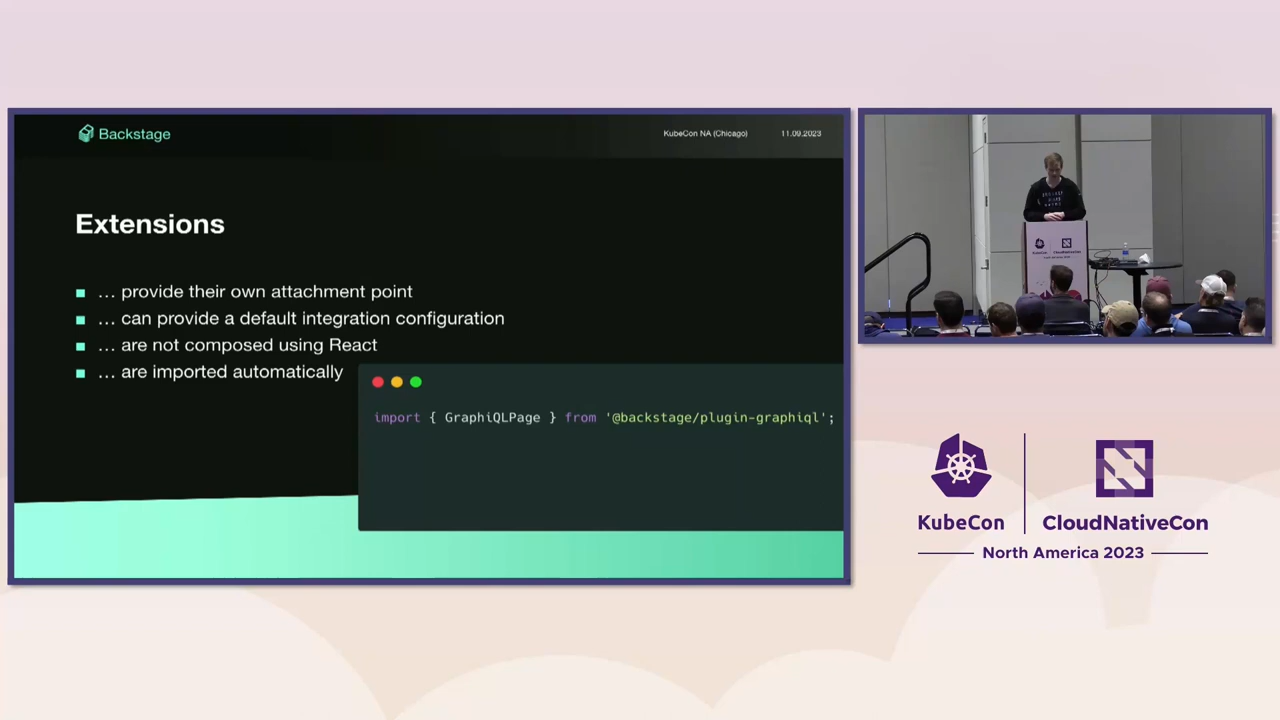 Backstage
KubeCon NA (Chicago)
11.09.2023
Extensions
… provide their own attachment point
… can provide a default integration configuration
… are not composed using React
… are imported automatically
import { GraphiQLPage } from '@backstage/plugin-graphiql';
KubeCon
CloudNativeCon
North America 2023